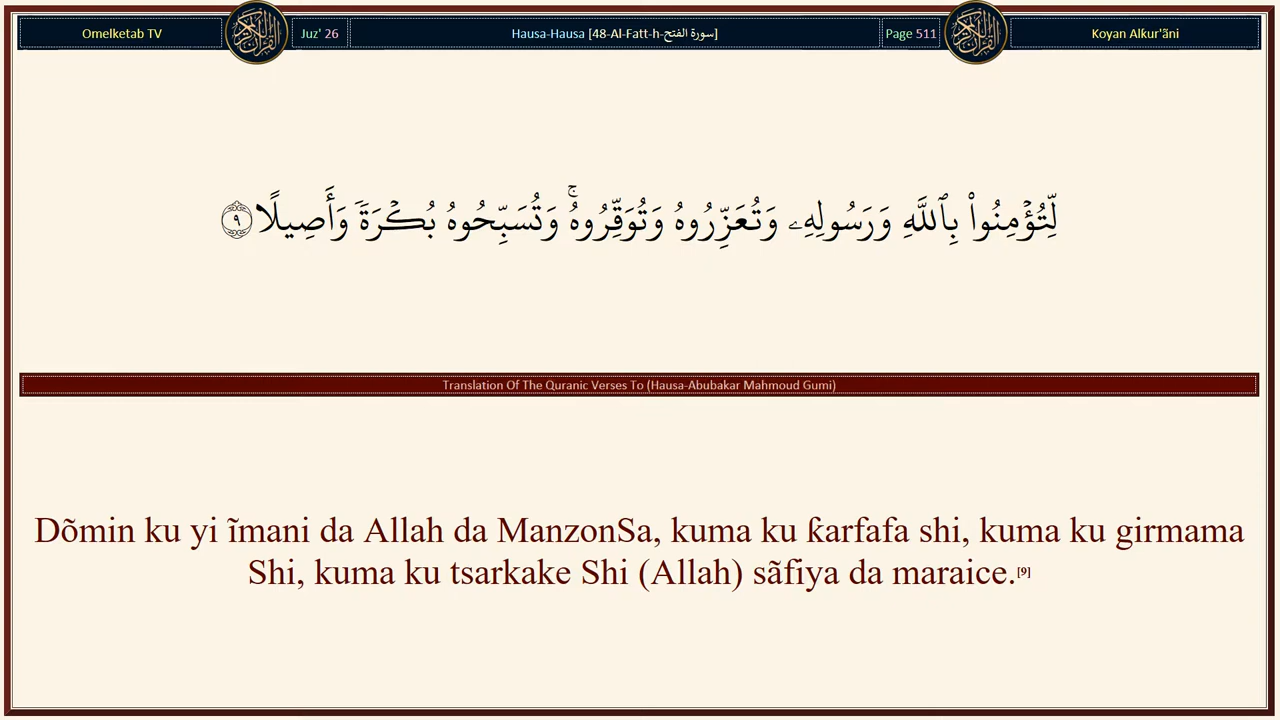 Omelketab TV
Juz' 26
Hausa-Hausa [48-Al-Fatt-h-سورة الفتح]
Page 511
Koyan Alƙur'ãni
لِّتُؤۡمِنُواْ بِٱللَّهِ وَرَسُولِهِۦ وَتُعَزِّرُوهُ وَتُوَقِّرُوهُۚ وَتُسَبِّحُوهُ بُكۡرَةٗ وَأَصِيلًا ٩
Translation Of The Quranic Verses To (Hausa-Abubakar Mahmoud Gumi)
Dõmin ku yi ĩmani da Allah da ManzonSa, kuma ku ƙarfafa shi, kuma ku girmama
Shi, kuma ku tsarkake Shi (Allah) sãfiya da maraice.[9]